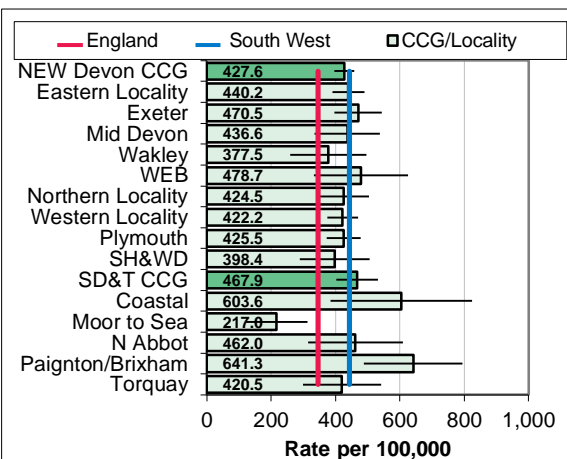 England South West CCG/Locality
NEW Devon CCG 427.6
Eastern Locality 440.2
Exeter 470.5
Mid Devon 436.6
Wakley 377.5
WEB 478.7
Northern Locality 424.5
Western Locality 422.2
Plymouth 425.5
SH&WD 398.4
SD&T CCG 467.9
Coastal 603.6
Moor to Sea 217.0
N Abbot 462.0
Paignton/Brixham 641.3
Torquay 420.5
0 200 400 600 800 1,000
Rate per 100,000